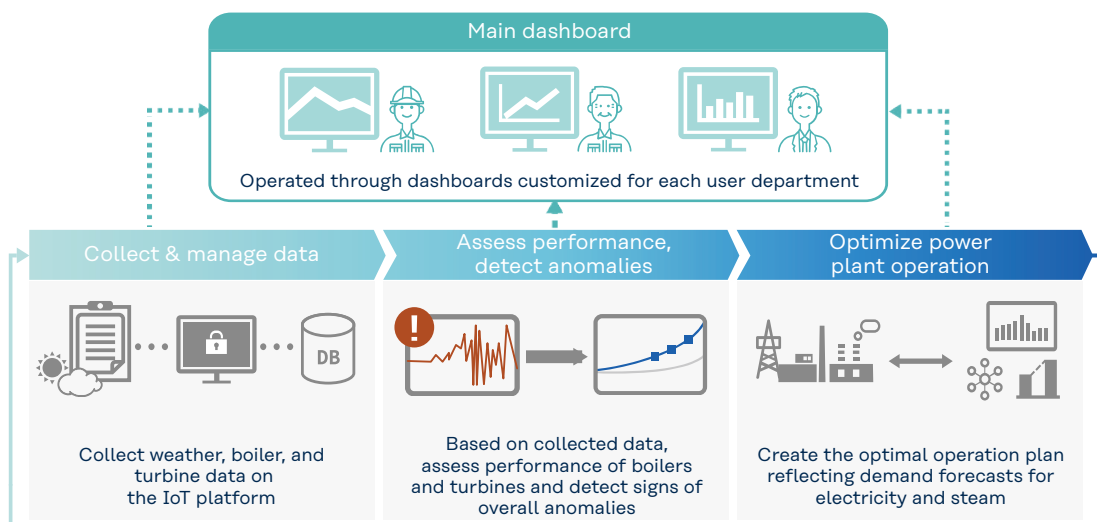 Main dashboard
Operated through dashboards customized for each user department
Collect & manage data
Assess performance,
detect anomalies
Optimize power
plant operation
!
DB
Collect weather, boiler, and
turbine data on
the IoT platform
Based on collected data,
assess performance of boilers
and turbines and detect signs of
overall anomalies
Create the optimal operation plan
reflecting demand forecasts for
electricity and steam